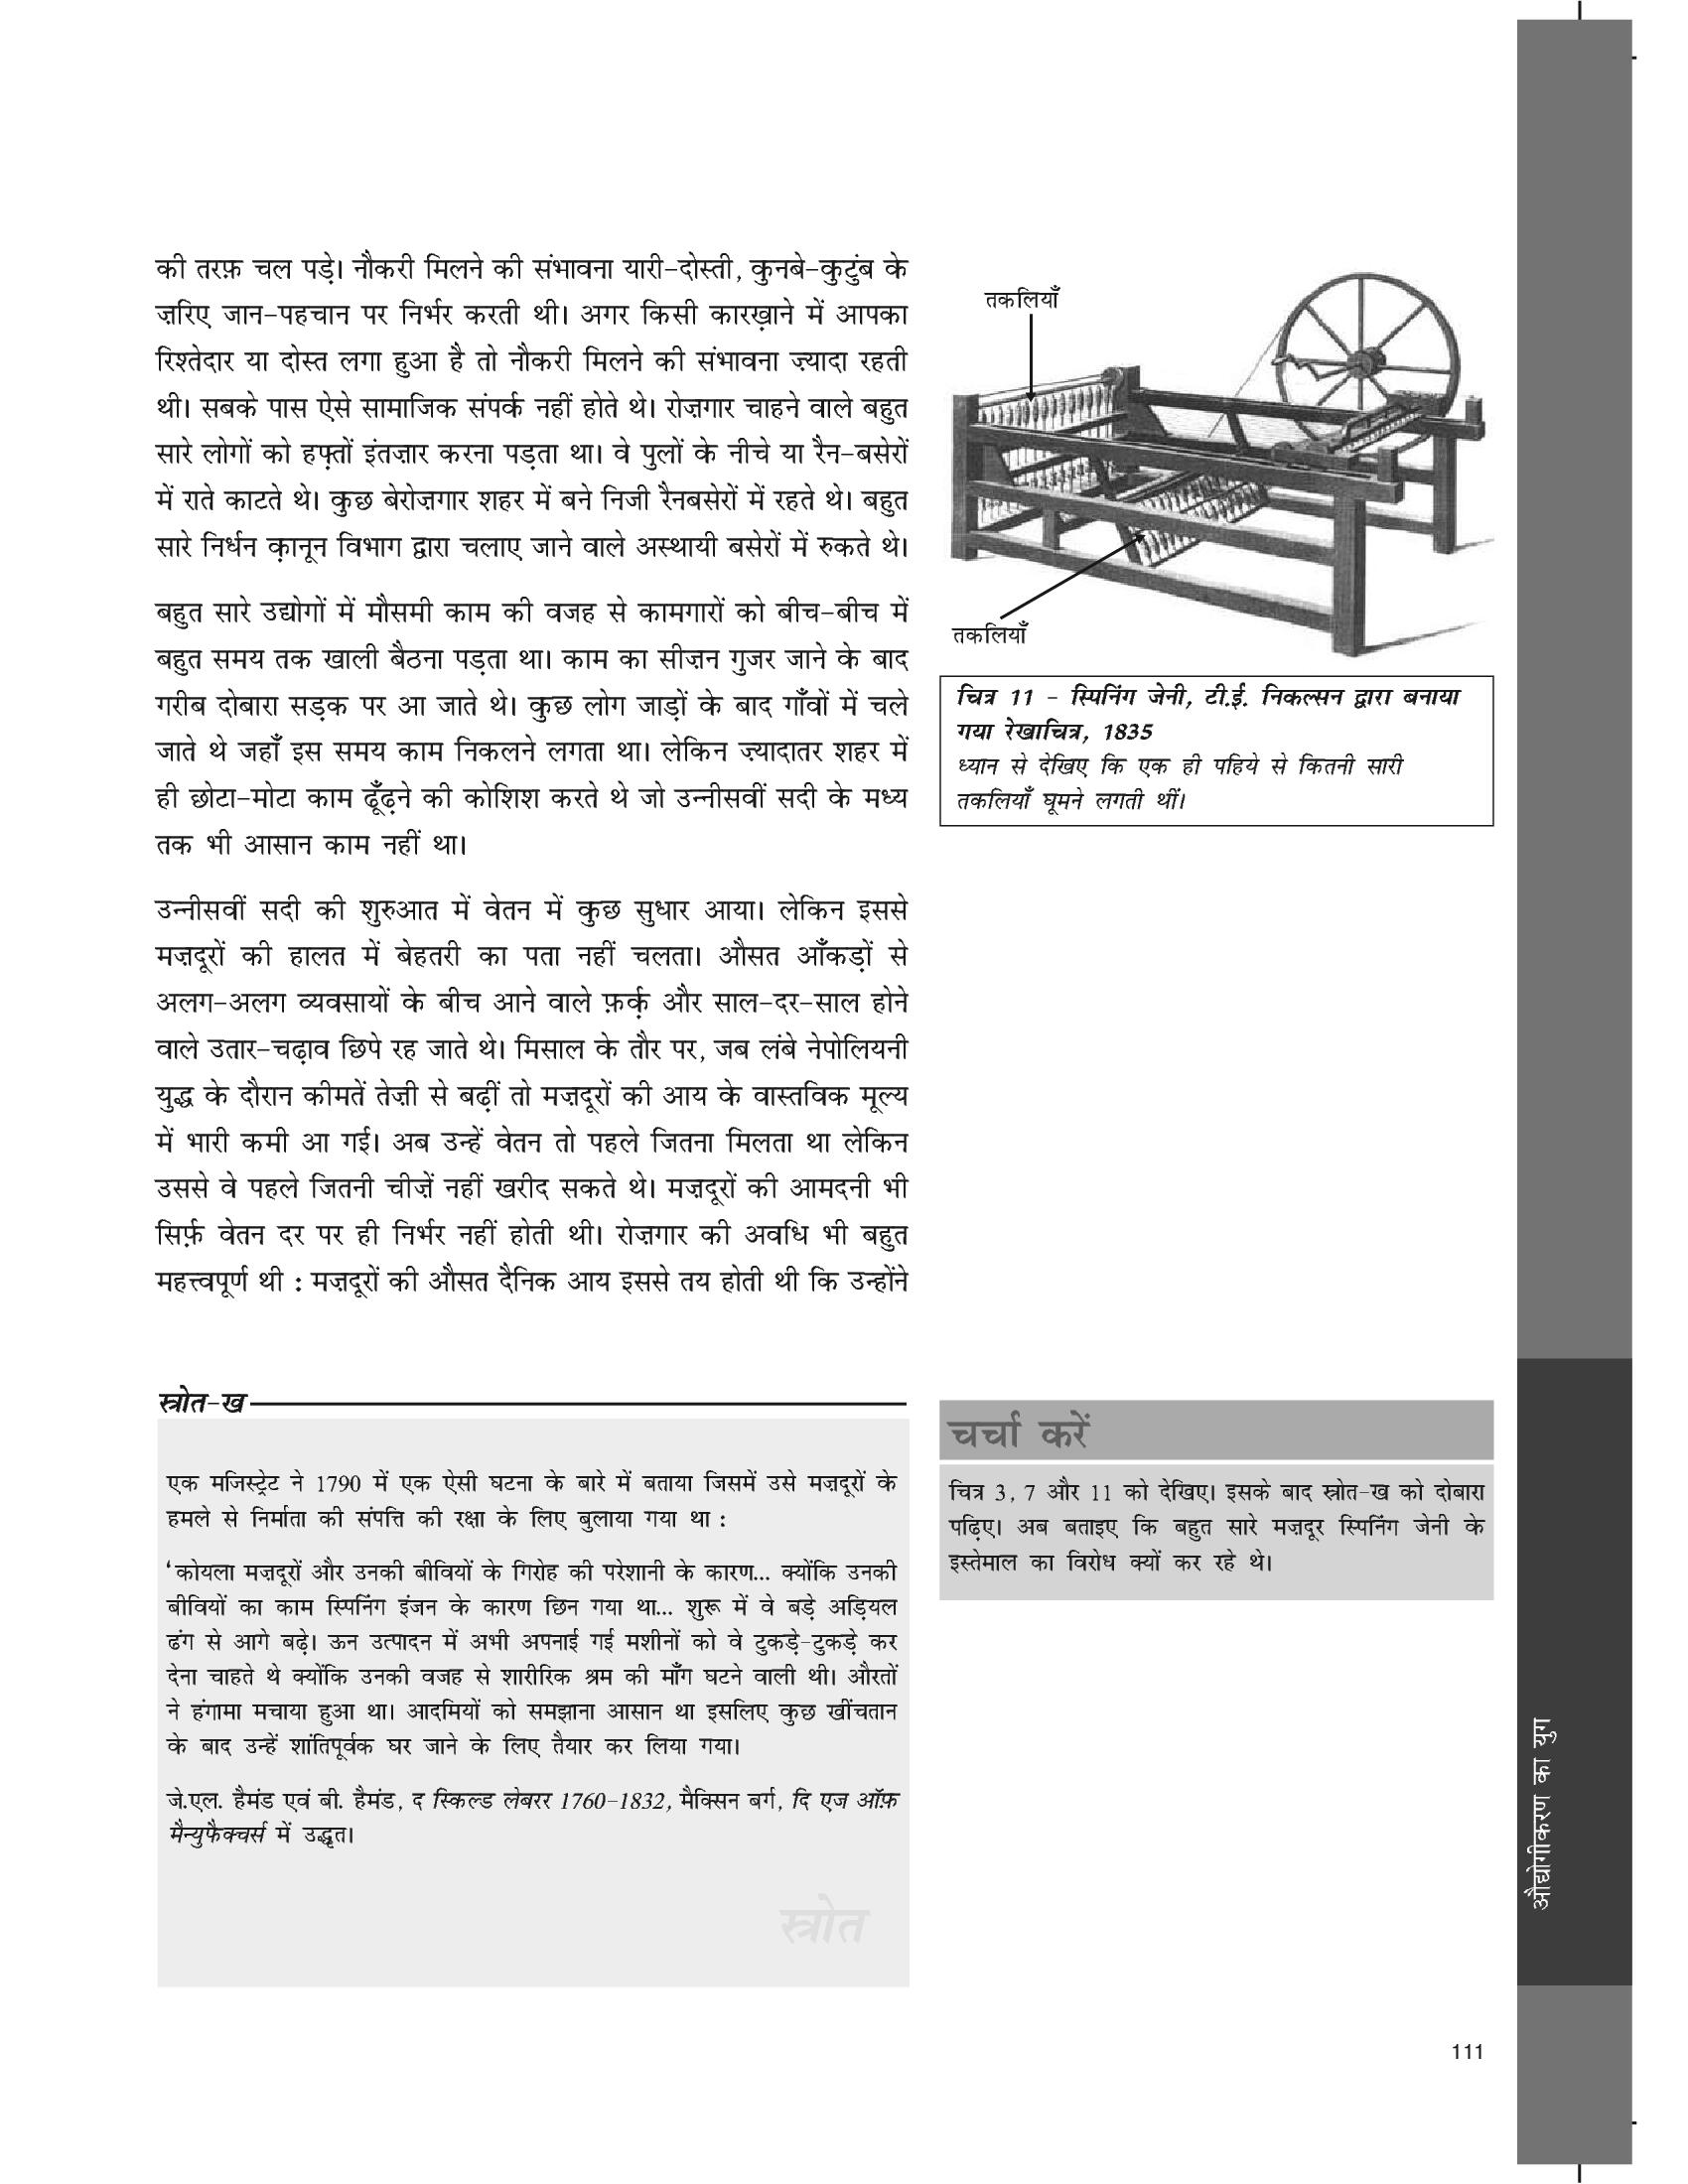 की तरफ़ चल पड़े। नौकरी मिलने की संभावना यारी-दोस्ती, कुनबे-कुटुंब के
ज़रिए जान-पहचान पर निर्भर करती थी। अगर किसी कारख़ाने में आपका
रिश्तेदार या दोस्त लगा हुआ है तो नौकरी मिलने की संभावना ज़्यादा रहती
थी। सबके पास ऐसे सामाजिक संपर्क नहीं होते थे। रोज़गार चाहने वाले बहुत
सारे लोगों को हफ़्तों इंतज़ार करना पड़ता था। वे पुलों के नीचे या रैन-बसेरों
में राते काटते थे। कुछ बेरोज़गार शहर में बने निजी रैनबसेरों में रहते थे। बहुत
सारे निर्धन क़ानून विभाग द्वारा चलाए जाने वाले अस्थायी बसेरों में रुकते थे।
बहुत सारे उद्योगों में मौसमी काम की वजह से कामगारों को बीच-बीच में
बहुत समय तक खाली बैठना पड़ता था। काम का सीज़न गुजर जाने के बाद
गरीब दोबारा सड़क पर आ जाते थे। कुछ लोग जाड़ों के बाद गाँवों में चले
जाते थे जहाँ इस समय काम निकलने लगता था। लेकिन ज़्यादातर शहर में
ही छोटा-मोटा काम ढूँढ़ने की कोशिश करते थे जो उन्नीसवीं सदी के मध्य
तक भी आसान काम नहीं था।
उन्नीसवीं सदी की शुरुआत में वेतन में कुछ सुधार आया। लेकिन इससे
मज़दूरों की हालत में बेहतरी का पता नहीं चलता। औसत आँकड़ों से
अलग-अलग व्यवसायों के बीच आने वाले फ़र्क़ और साल-दर-साल होने
वाले उतार-चढ़ाव छिपे रह जाते थे। मिसाल के तौर पर, जब लंबे नेपोलियनी
युद्ध के दौरान कीमतें तेज़ी से बढ़ीं तो मज़दूरों की आय के वास्तविक मूल्य
में भारी कमी आ गई। अब उन्हें वेतन तो पहले जितना मिलता था लेकिन
उससे वे पहले जितनी चीज़ें नहीं खरीद सकते थे। मज़दूरों की आमदनी भी
सिर्फ़ वेतन दर पर ही निर्भर नहीं होती थी। रोज़गार की अवधि भी बहुत
महत्त्वपूर्ण थी : मज़दूरों की औसत दैनिक आय इससे तय होती थी कि उन्होंने
तकलियाँ
तकलियाँ
चित्र 11 - स्पिनिंग जेनी, टी.ई. निकल्सन द्वारा बनाया
गया रेखाचित्र, 1835
ध्यान से देखिए कि एक ही पहिये से कितनी सारी
तकलियाँ घूमने लगती थीं।
स्त्रोत-ख
एक मजिस्ट्रेट ने 1790 में एक ऐसी घटना के बारे में बताया जिसमें उसे मज़दूरों के
हमले से निर्माता की संपत्ति की रक्षा के लिए बुलाया गया था :
‘कोयला मज़दूरों और उनकी बीवियों के गिरोह की परेशानी के कारण... क्योंकि उनकी
बीवियों का काम स्पिनिंग इंजन के कारण छिन गया था... शुरू में वे बड़े अड़ियल
ढंग से आगे बढ़े। ऊन उत्पादन में अभी अपनाई गई मशीनों को वे टुकड़े-टुकड़े कर
देना चाहते थे क्योंकि उनकी वजह से शारीरिक श्रम की माँग घटने वाली थी। औरतों
ने हंगामा मचाया हुआ था। आदमियों को समझाना आसान था इसलिए कुछ खींचतान
के बाद उन्हें शांतिपूर्वक घर जाने के लिए तैयार कर लिया गया।
जे.एल. हैमंड एवं बी. हैमंड, द स्किल्ड लेबरर 1760-1832, मैक्सिन बर्ग, दि एज ऑफ़
मैन्युफ़ैक्चर्स में उद्धृत।
स्त्रोत
चर्चा करें
चित्र 3, 7 और 11 को देखिए। इसके बाद स्त्रोत-ख को दोबारा
पढ़िए। अब बताइए कि बहुत सारे मज़दूर स्पिनिंग जेनी के
इस्तेमाल का विरोध क्यों कर रहे थे।
औद्योगीकरण का युग
111